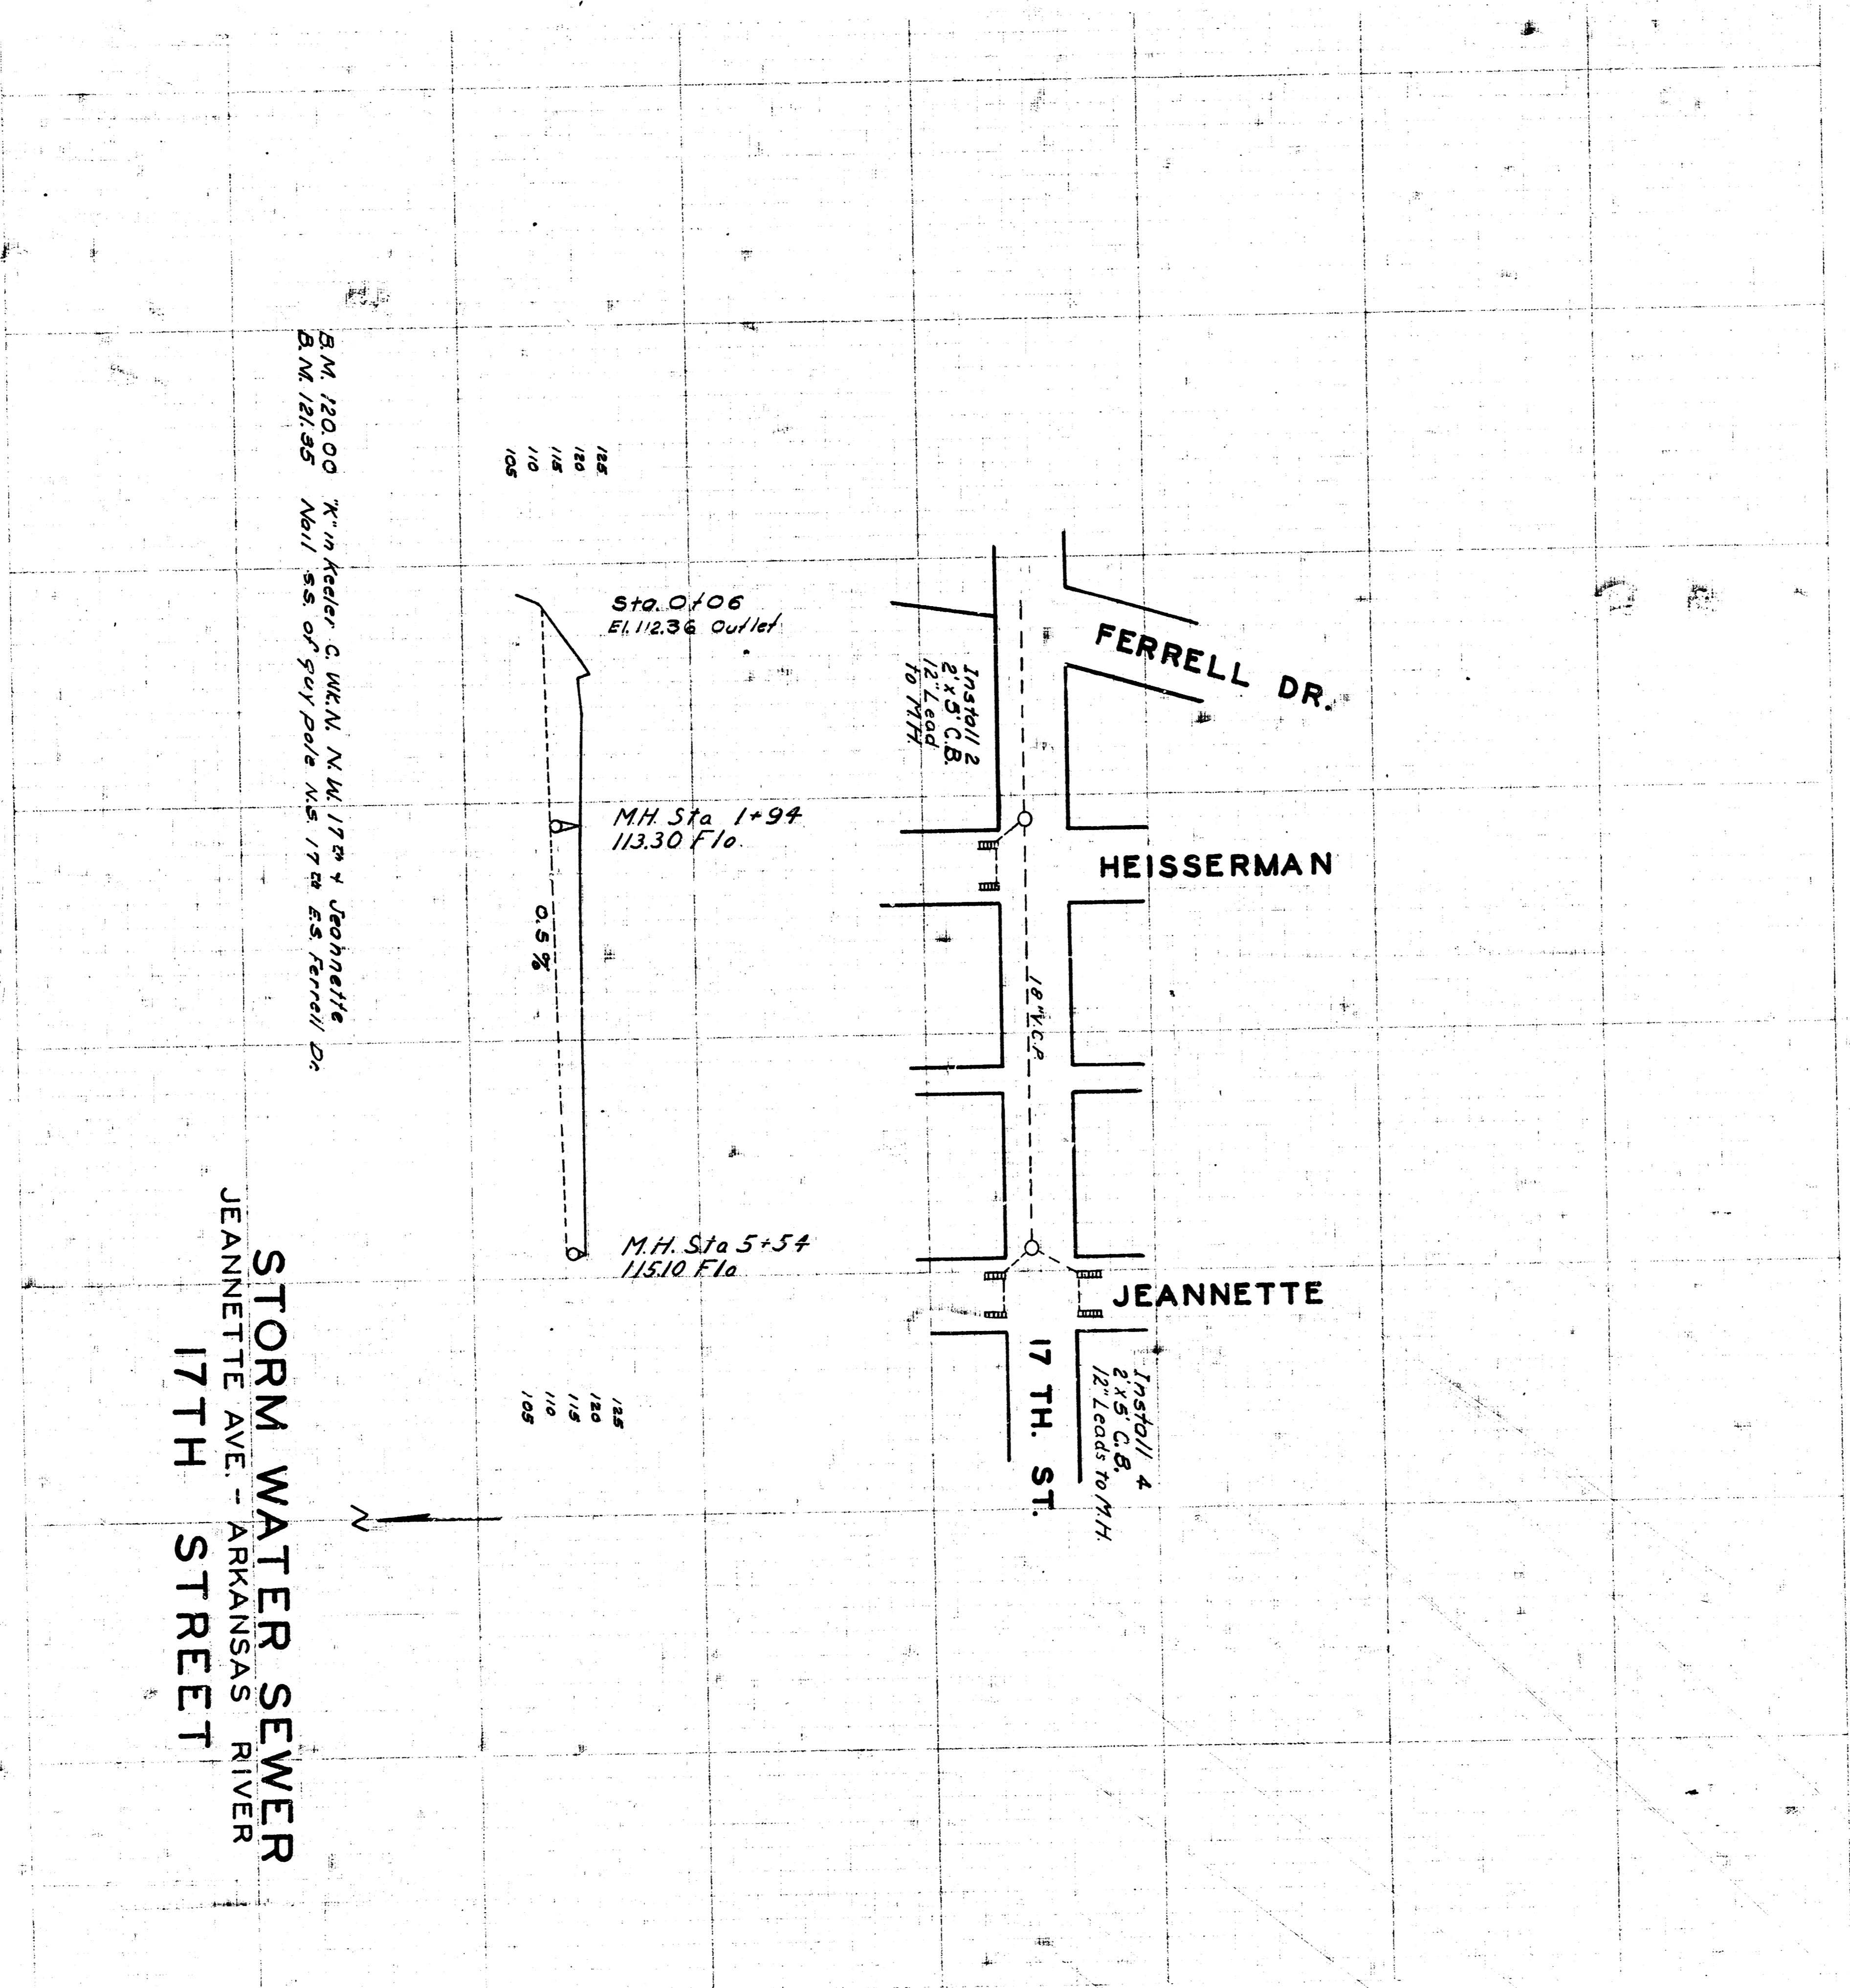 STORM WATER SEWER
JEANNETTE AVE. -- ARKANSAS RIVER
17TH STREET
N
B.M. 120.00 "K" in Keeler C. WK. N. N.W. 17th & Jeannette
B.M. 121.35 Nail S.S. of guy pole N.S. 17th E.S. Ferrell Dr.
125
120
115
110
105
Sta. 0+06
El. 112.36 Outlet
M.H. Sta 1+94
113.30 Flo.
0.5%
M.H. Sta 5+54
115.10 Flo
125
120
115
110
105
FERRELL DR.
Install 2
2'x5' C.B.
12" Lead
to M.H.
HEISSERMAN
18" V.C.P.
JEANNETTE
17 TH. ST.
Install 4
2'x5' C.B.
12" Leads to M.H.